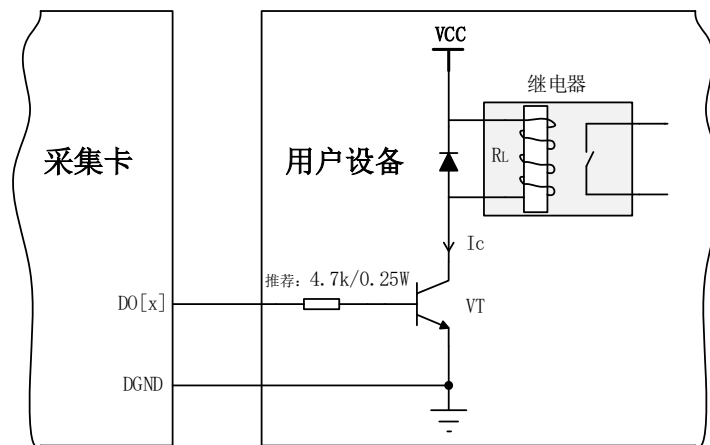 VCC
继电器
采集卡
用户设备
RL
Ic
推荐: 4.7k/0.25W
DO[x]
VT
DGND